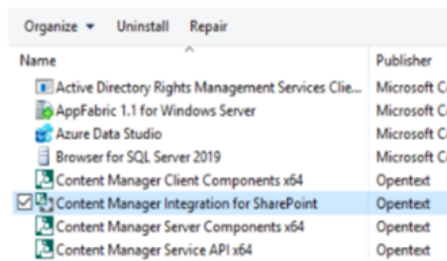 Organize Uninstall Repair
Name Publisher
Active Directory Rights Management Services Clie... Microsoft C
AppFabric 1.1 for Windows Server Microsoft C
Azure Data Studio Microsoft C
Browser for SQL Server 2019 Microsoft C
Content Manager Client Components x64 Opentext
Content Manager Integration for SharePoint Opentext
Content Manager Server Components x64 Opentext
Content Manager Service API x64 Opentext